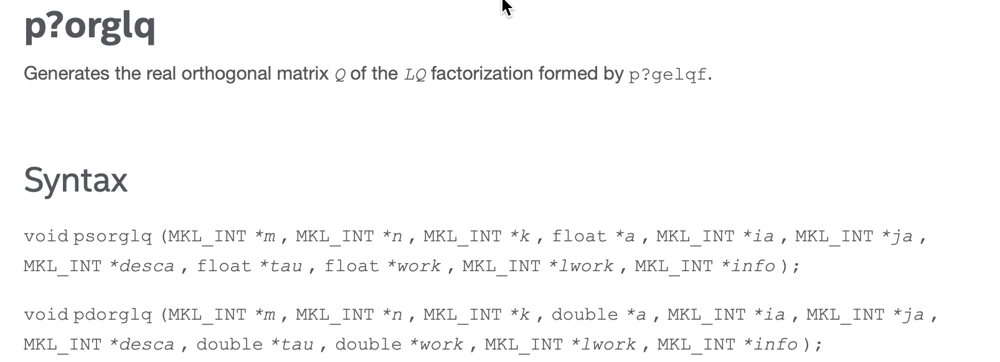 p?orglq
Generates the real orthogonal matrix Q of the LQ factorization formed by p?gelqf.
Syntax
void psorglq (MKL_INT *m , MKL_INT *n , MKL_INT *k , float *a , MKL_INT *ia , MKL_INT *ja ,
MKL_INT *desca , float *tau , float *work , MKL_INT *lwork , MKL_INT *info );
void pdorglq (MKL_INT *m , MKL_INT *n , MKL_INT *k , double *a , MKL_INT *ia , MKL_INT *ja ,
MKL_INT *desca , double *tau , double *work , MKL_INT *lwork , MKL_INT *info );